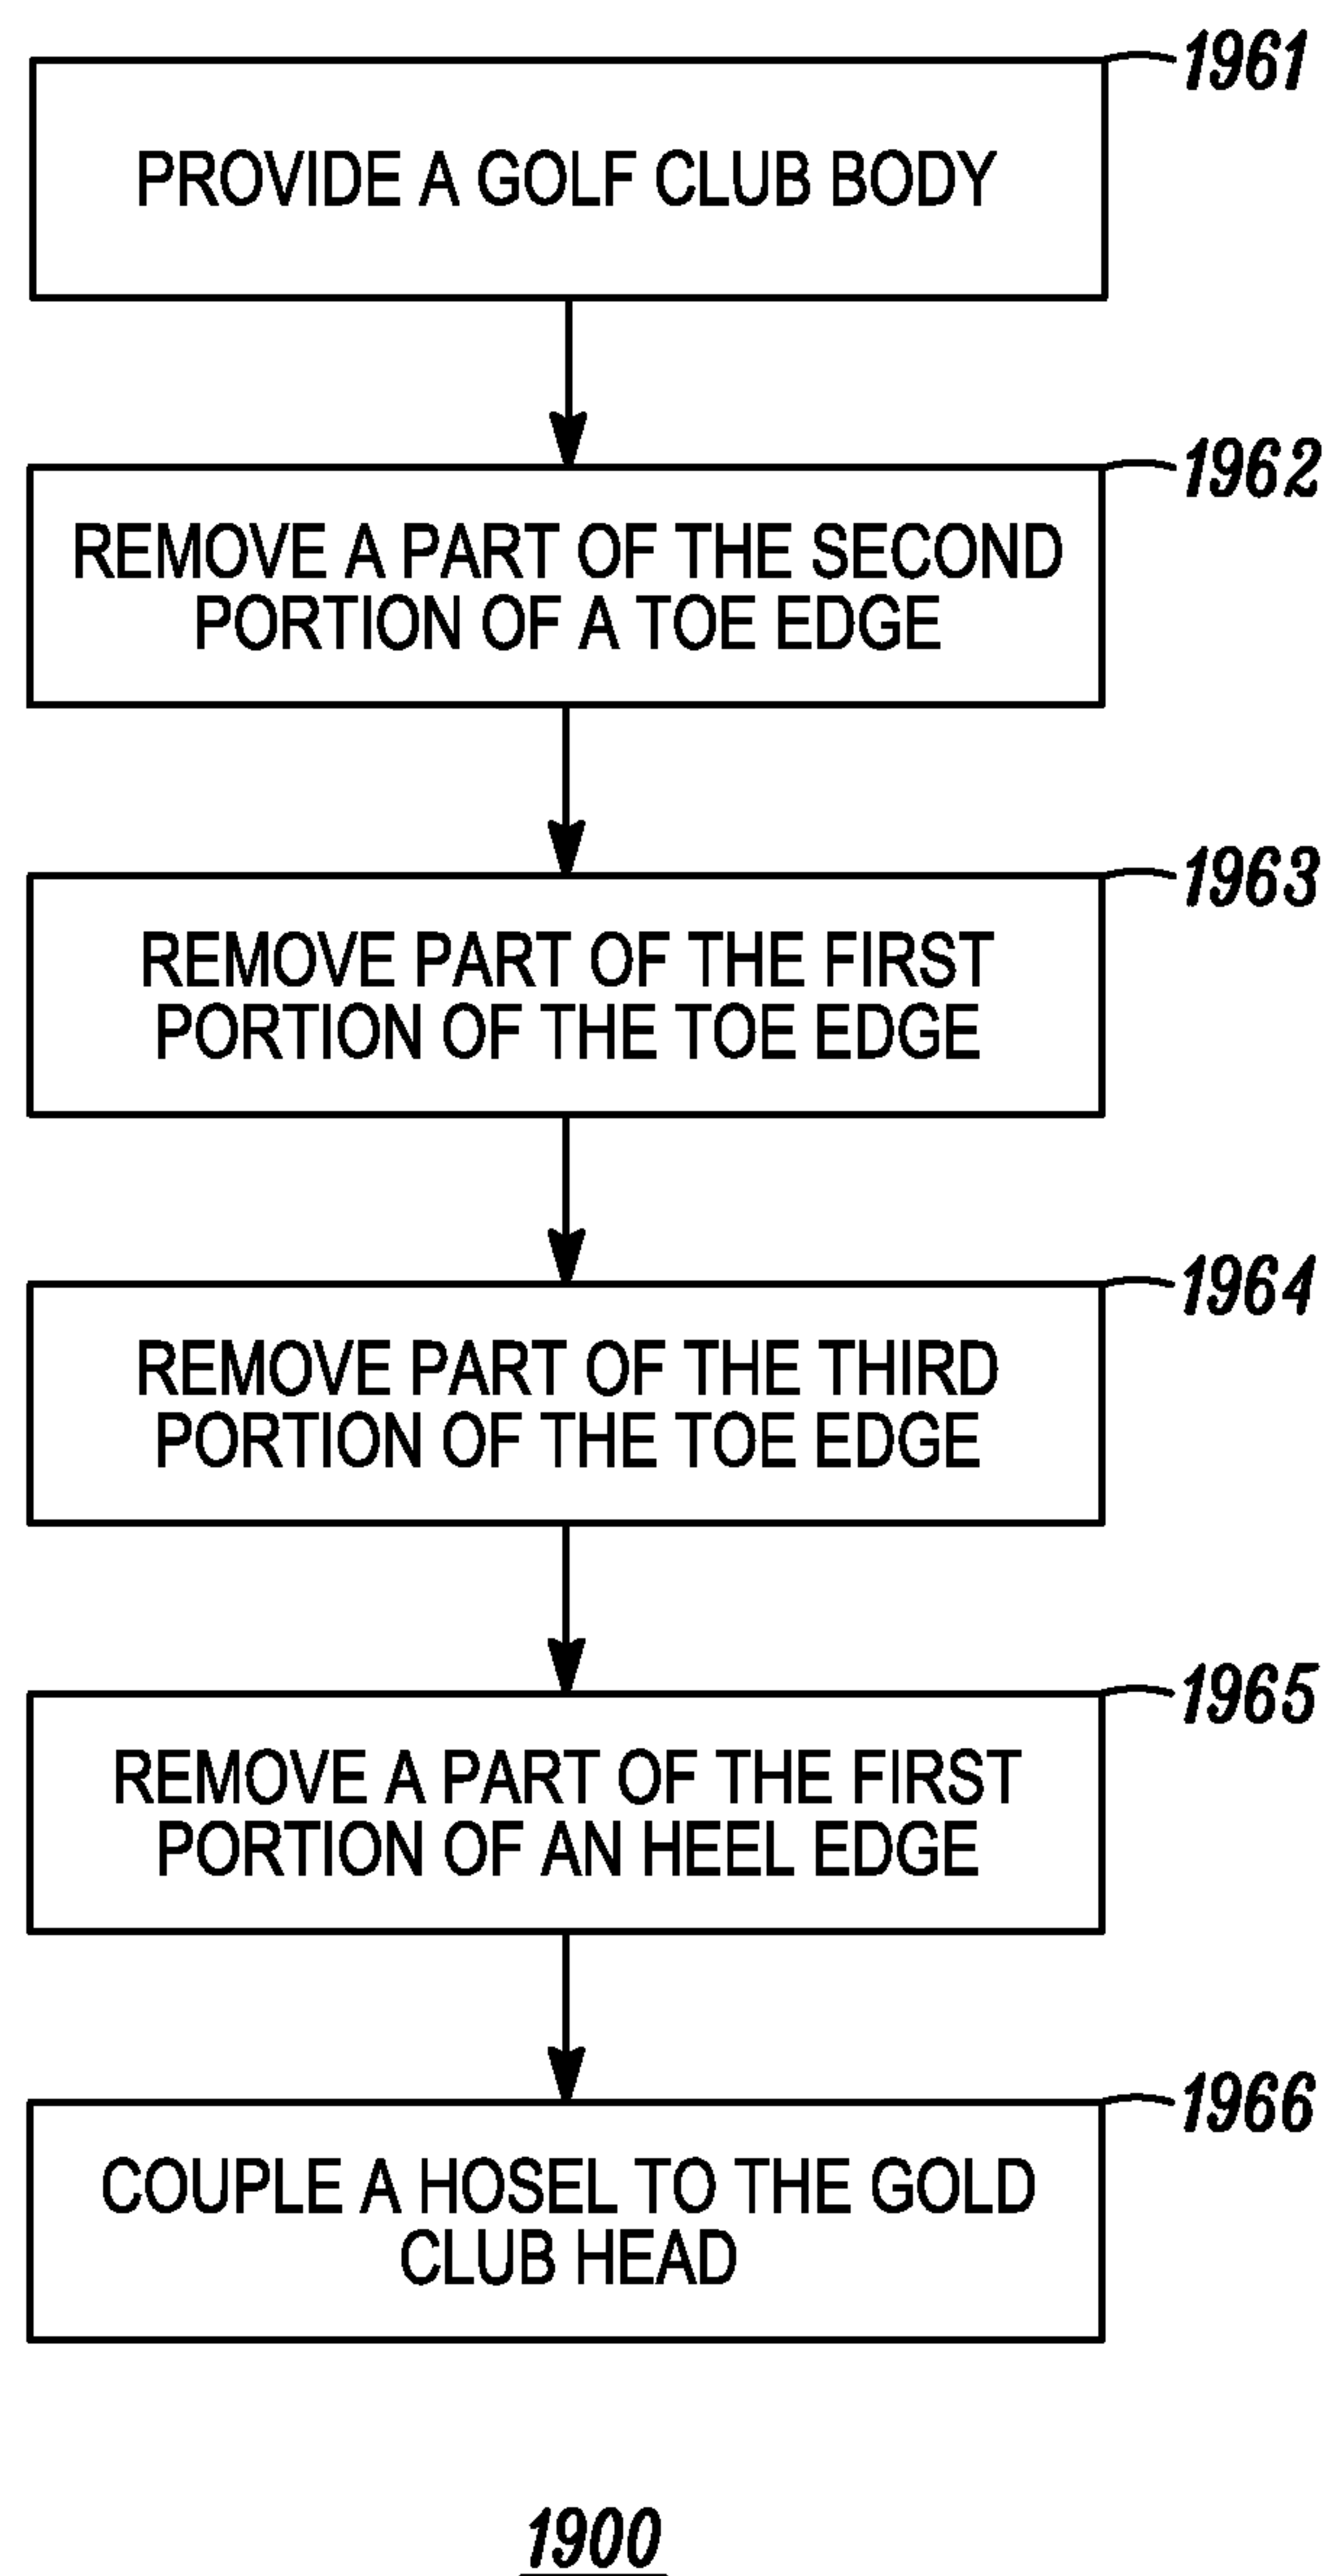 1961
PROVIDE A GOLF CLUB BODY
1962
REMOVE A PART OF THE SECOND
PORTION OF A TOE EDGE
1963
REMOVE PART OF THE FIRST
PORTION OF THE TOE EDGE
1964
REMOVE PART OF THE THIRD
PORTION OF THE TOE EDGE
1965
REMOVE A PART OF THE FIRST
PORTION OF AN HEEL EDGE
1966
COUPLE A HOSEL TO THE GOLD
CLUB HEAD
1900